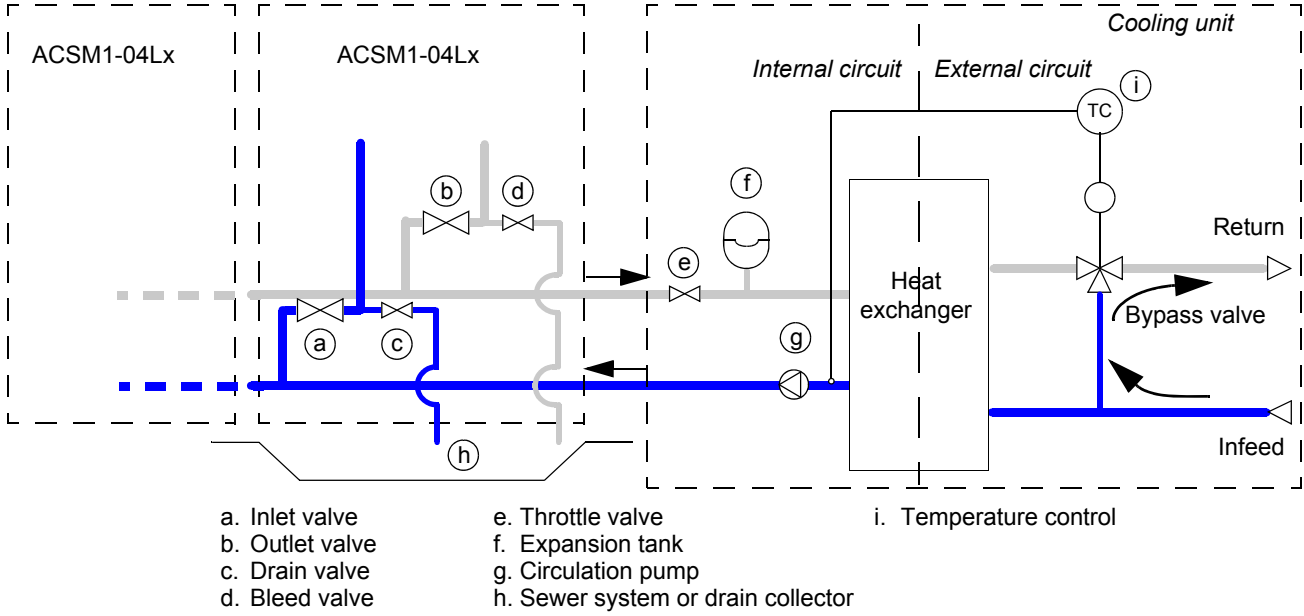 Cooling unit
ACSM1-04Lx
ACSM1-04Lx
Internal circuit
External circuit
i
TC
b
d
f
Return
e
Heat
exchanger
Bypass valve
a
c
g
Infeed
h
a. Inlet valve
b. Outlet valve
c. Drain valve
d. Bleed valve
e. Throttle valve
f. Expansion tank
g. Circulation pump
h. Sewer system or drain collector
i. Temperature control